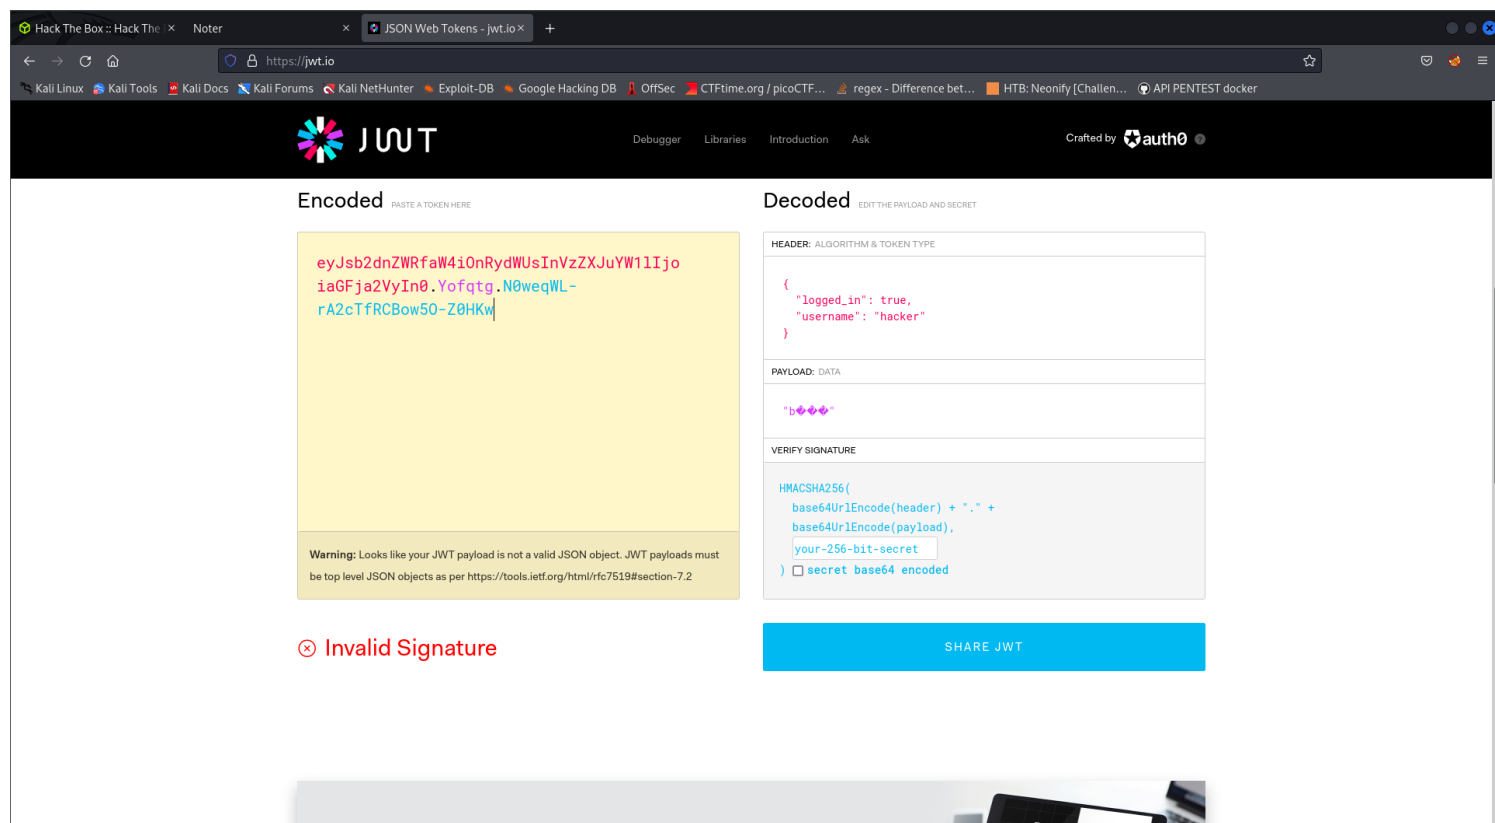 Hack The Box :: Hack The
Noter
JSON Web Tokens - jwt.io
https://jwt.io
Kali Linux Kali Tools Kali Docs Kali Forums Kali NetHunter Exploit-DB Google Hacking DB OffSec CTFtime.org / picoCTF... regex - Difference bet... HTB: Neonify [Challen... API PENTEST docker
JWT
Debugger Libraries Introduction Ask
Crafted by auth0
Encoded PASTE A TOKEN HERE
eyJsb2dnZWRfaW4iOnRydWUsInVzZXJuYW1lIjo
iaGFja2VyIn0.Yofqtg.N0weqWL-
rA2cTfRCBow5O-Z0HKw
Warning: Looks like your JWT payload is not a valid JSON object. JWT payloads must
be top level JSON objects as per https://tools.ietf.org/html/rfc7519#section-7.2
Invalid Signature
Decoded EDIT THE PAYLOAD AND SECRET
HEADER: ALGORITHM & TOKEN TYPE
{
"logged_in": true,
"username": "hacker"
}
PAYLOAD: DATA
"b���"
VERIFY SIGNATURE
HMACSHA256(
base64UrlEncode(header) + "." +
base64UrlEncode(payload),
your-256-bit-secret
) secret base64 encoded
SHARE JWT